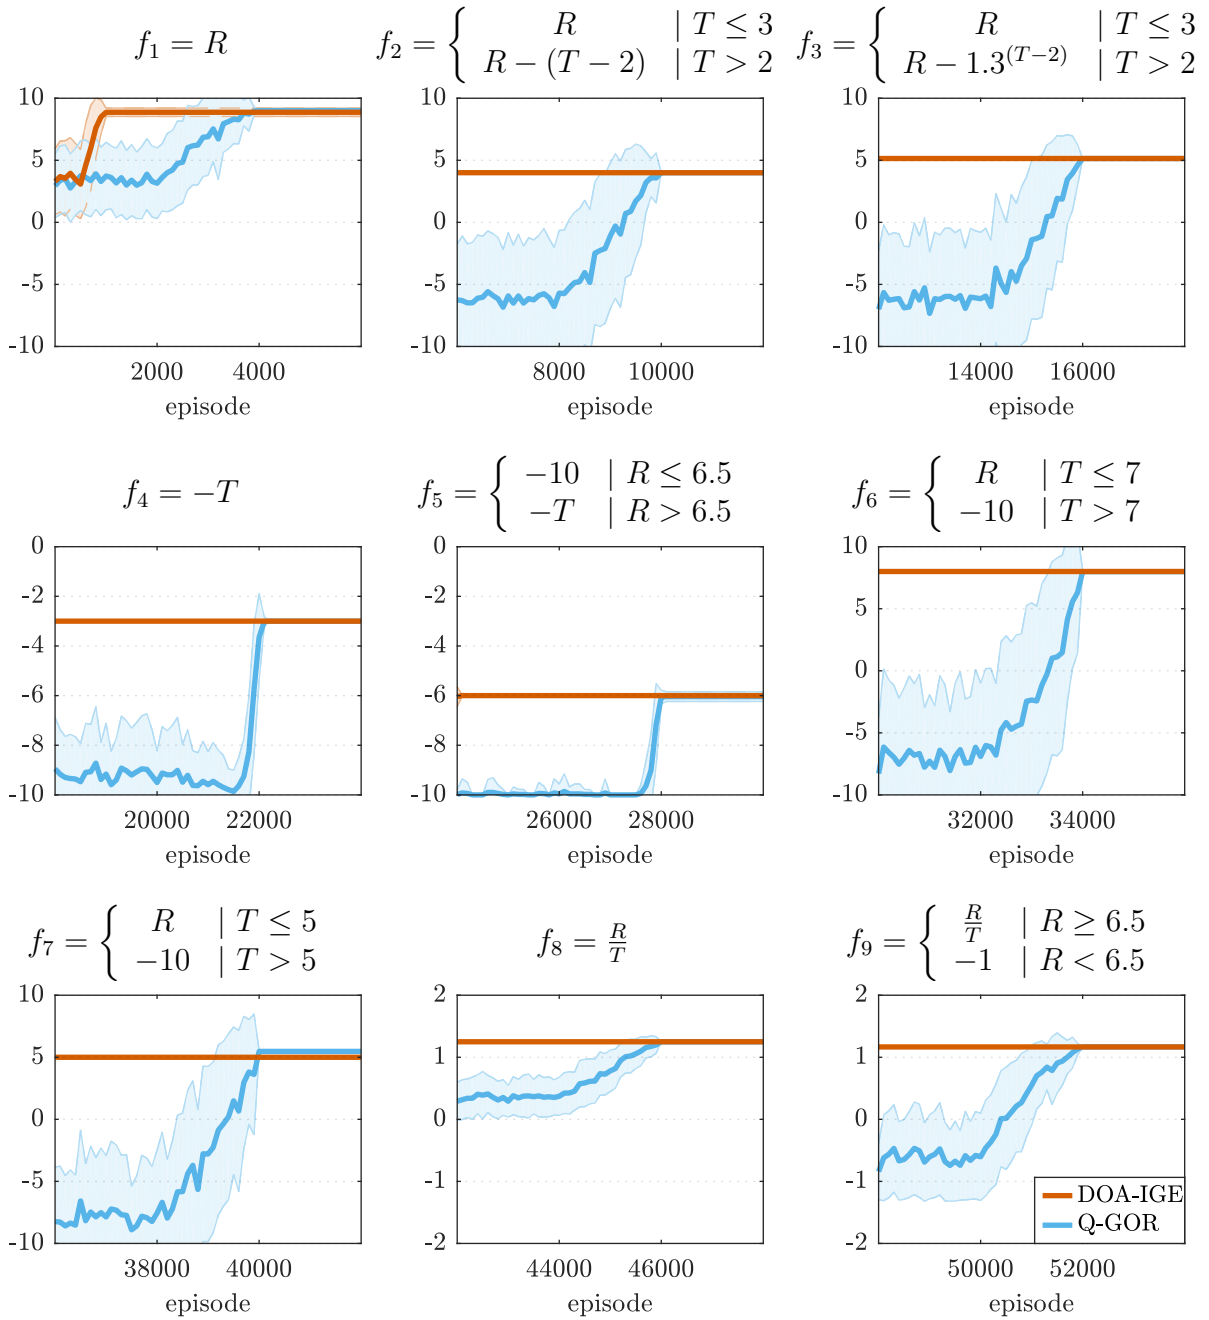 f₁ = R
f₂ = { R | T ≤ 3
R − (T − 2) | T > 2
f₃ = { R | T ≤ 3
R − 1.3^(T−2) | T > 2
10
5
0
-5
-10
2000 4000
episode
10
5
0
-5
-10
8000 10000
episode
10
5
0
-5
-10
14000 16000
episode
f₄ = −T
f₅ = { −10 | R ≤ 6.5
−T | R > 6.5
f₆ = { R | T ≤ 7
−10 | T > 7
0
-2
-4
-6
-8
-10
20000 22000
episode
0
-2
-4
-6
-8
-10
26000 28000
episode
10
5
0
-5
-10
32000 34000
episode
f₇ = { R | T ≤ 5
−10 | T > 5
f₈ = R/T
f₉ = { R/T | R ≥ 6.5
−1 | R < 6.5
10
5
0
-5
-10
38000 40000
episode
2
1
0
-1
-2
44000 46000
episode
2
1
0
-1
-2
50000 52000
episode
DOA-IGE
Q-GOR